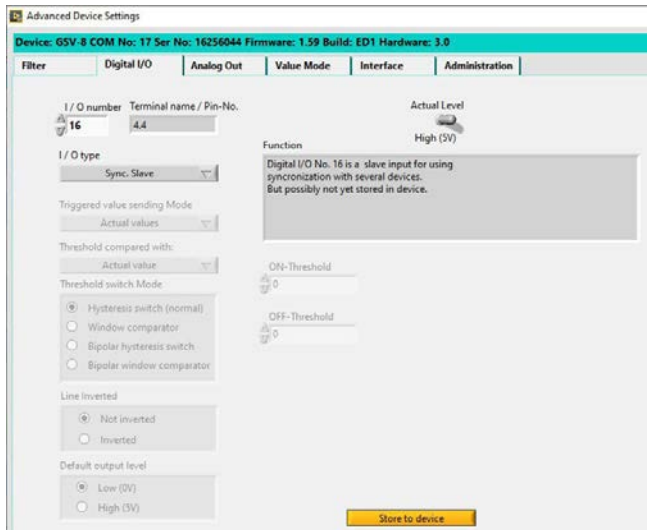 Advanced Device Settings
Device: GSV-8 COM No: 17 Ser No: 16256044 Firmware: 1.59 Build: ED1 Hardware: 3.0
Filter Digital I/O Analog Out Value Mode Interface Administration
I / O number Terminal name / Pin-No.
16 4.4
Actual Level
High (5V)
I / O type
Sync. Slave
Function
Digital I/O No. 16 is a slave input for using
syncronization with several devices.
But possibly not yet stored in device.
Triggered value sending Mode
Actual values
Threshold compared with:
Actual value
Threshold switch Mode
Hysteresis switch (normal)
Window comparator
Bipolar hysteresis switch
Bipolar window comparator
ON-Threshold
0
OFF-Threshold
0
Line Inverted
Not inverted
Inverted
Default output level
Low (0V)
High (5V)
Store to device